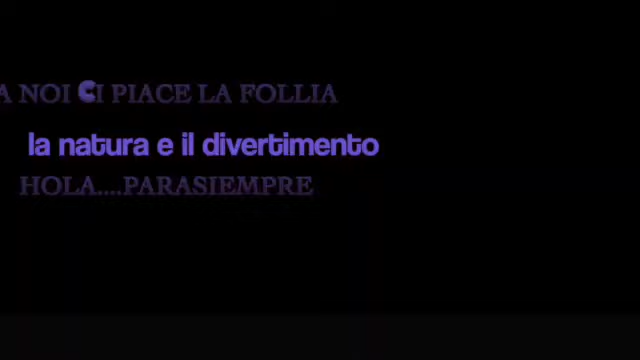 A NOI CI PIACE LA FOLLIA
la natura e il divertimento
HOLA....PARASIEMPRE